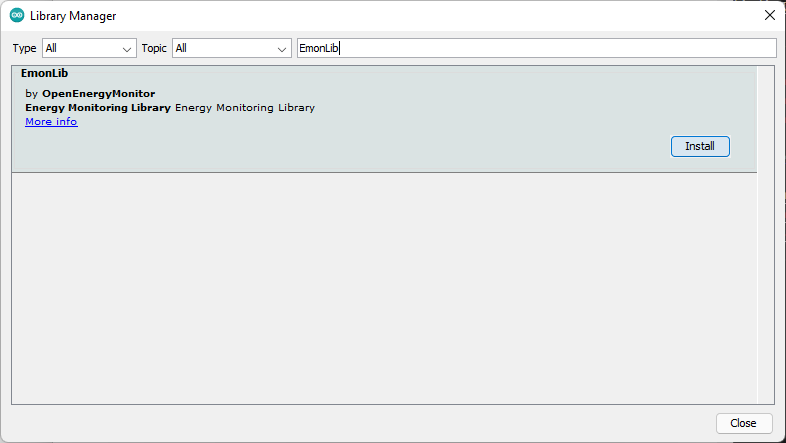 Library Manager
Type All Topic All EmonLib
EmonLib
by OpenEnergyMonitor
Energy Monitoring Library Energy Monitoring Library
More info
Install
Close